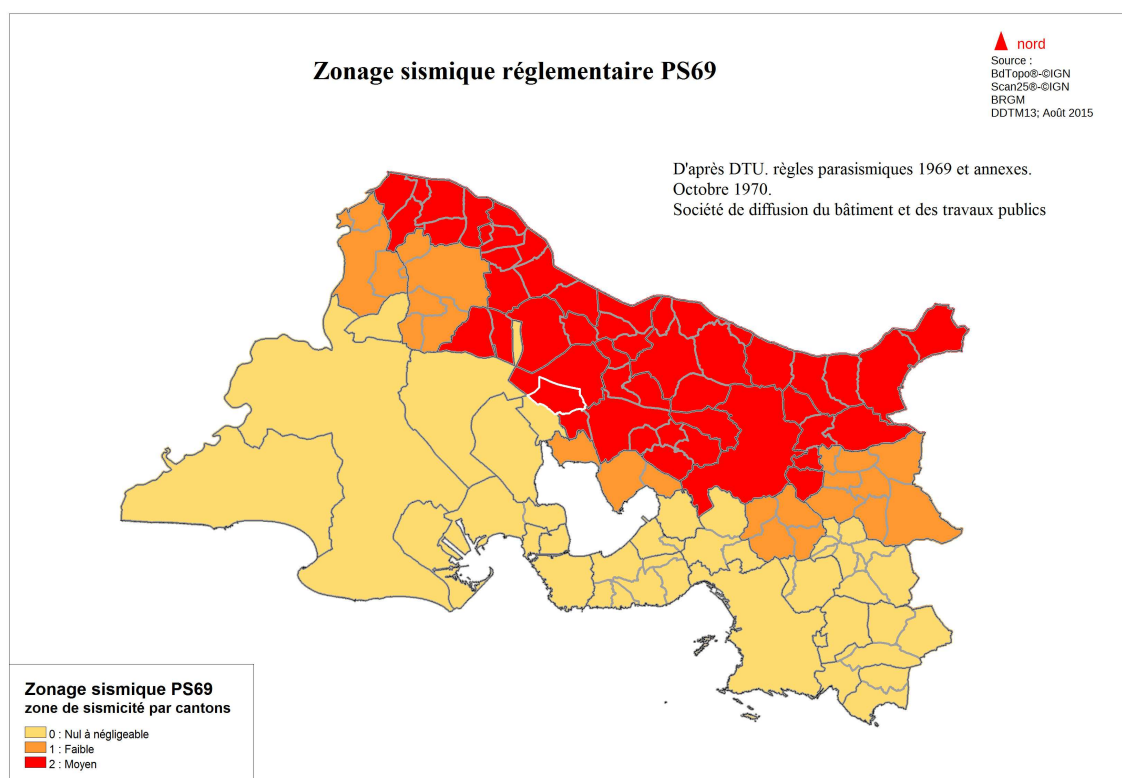 Zonage sismique réglementaire PS69
nord
Source :
BdTopo®-©IGN
Scan25®-©IGN
BRGM
DDTM13; Août 2015
D'après DTU. règles parasismiques 1969 et annexes.
Octobre 1970.
Société de diffusion du bâtiment et des travaux publics
Zonage sismique PS69
zone de sismicité par cantons
0 : Nul à négligeable
1 : Faible
2 : Moyen